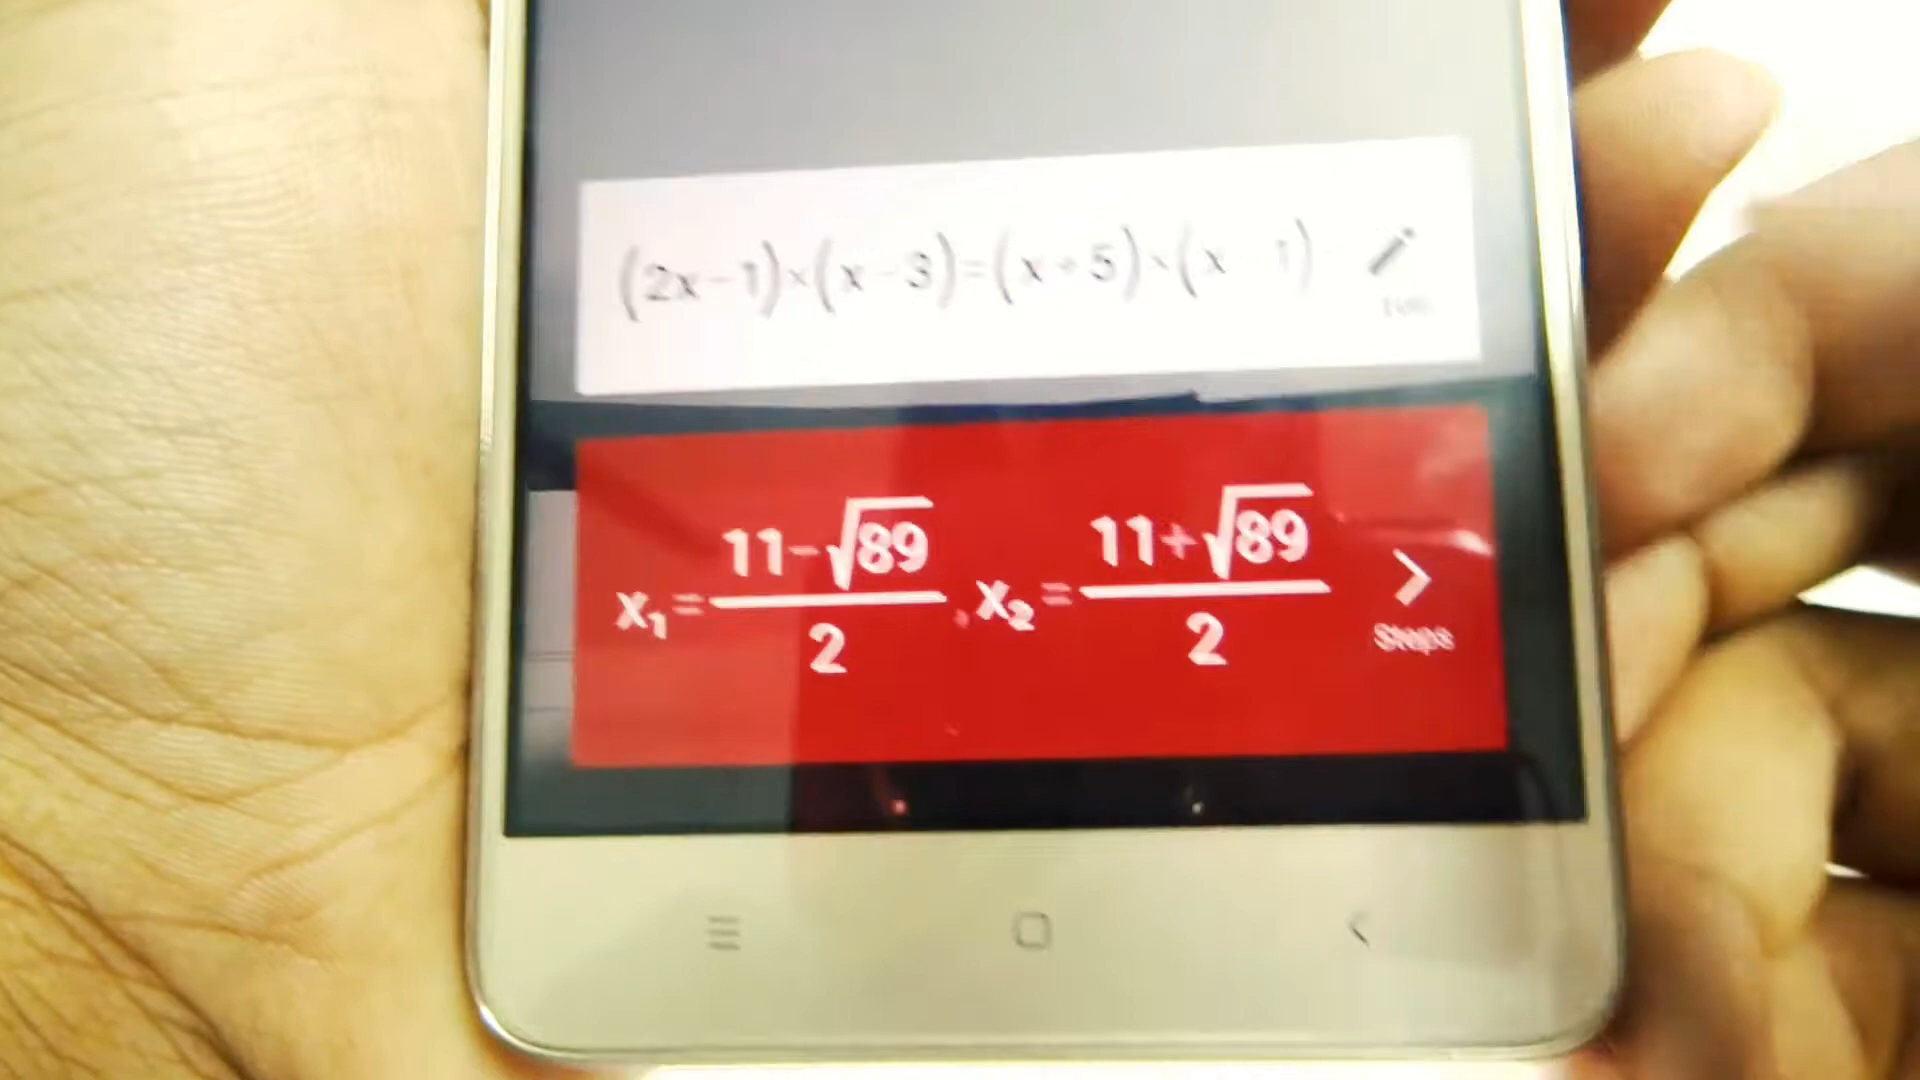 (2x-1)×(x-3)=(x+5)×(x-1)
x₁ = 11-√89 / 2 , x₂ = 11+√89 / 2
Steps